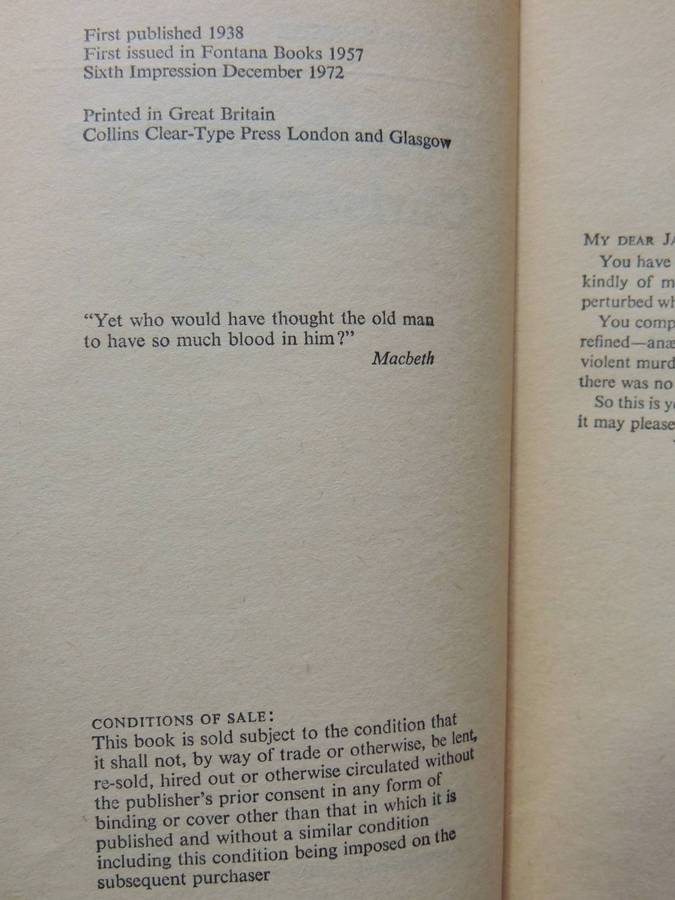 First published 1938
First issued in Fontana Books 1957
Sixth Impression December 1972
Printed in Great Britain
Collins Clear-Type Press London and Glasgow
"Yet who would have thought the old man
to have so much blood in him?"
Macbeth
CONDITIONS OF SALE:
This book is sold subject to the condition that
it shall not, by way of trade or otherwise, be lent,
re-sold, hired out or otherwise circulated without
the publisher's prior consent in any form of
binding or cover other than that in which it is
published and without a similar condition
including this condition being imposed on the
subsequent purchaser
MY DEAR
You have
kindly of
perturbed
You
refined—
violent
there was no
So this is
it may please